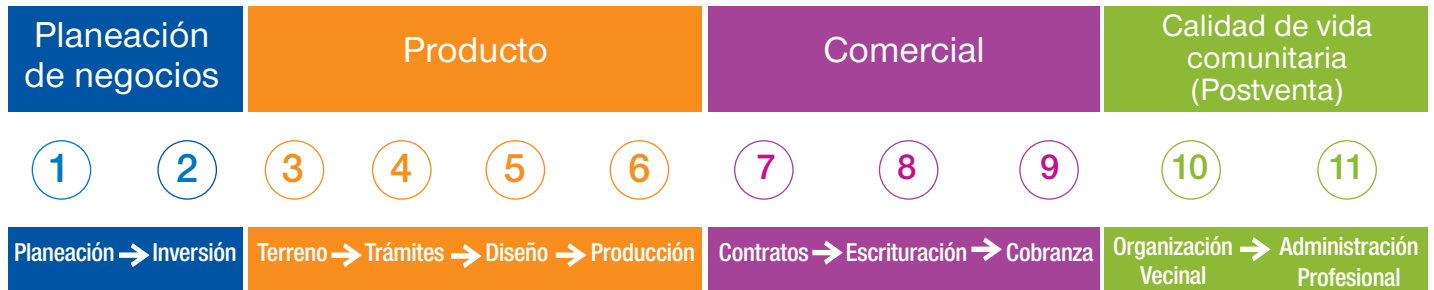 Planeación
de negocios
Producto
Comercial
Calidad de vida
comunitaria
(Postventa)
1 2 3 4 5 6 7 8 9 10 11
Planeación → Inversión
Terreno → Trámites → Diseño → Producción
Contratos → Escrituración → Cobranza
Organización → Administración
Vecinal Profesional